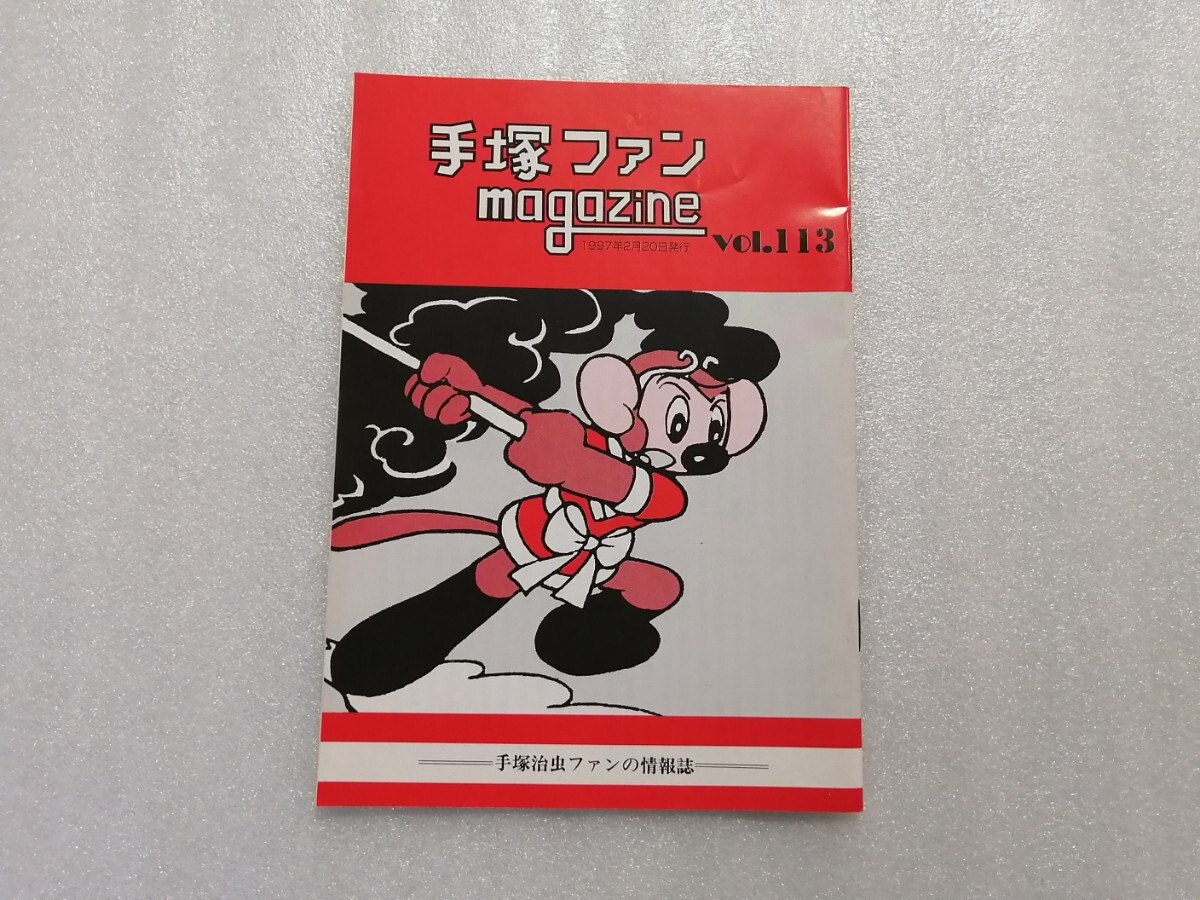 手塚ファン
magazine
1997年2月20日発行
vol.113
手塚治虫ファンの情報誌